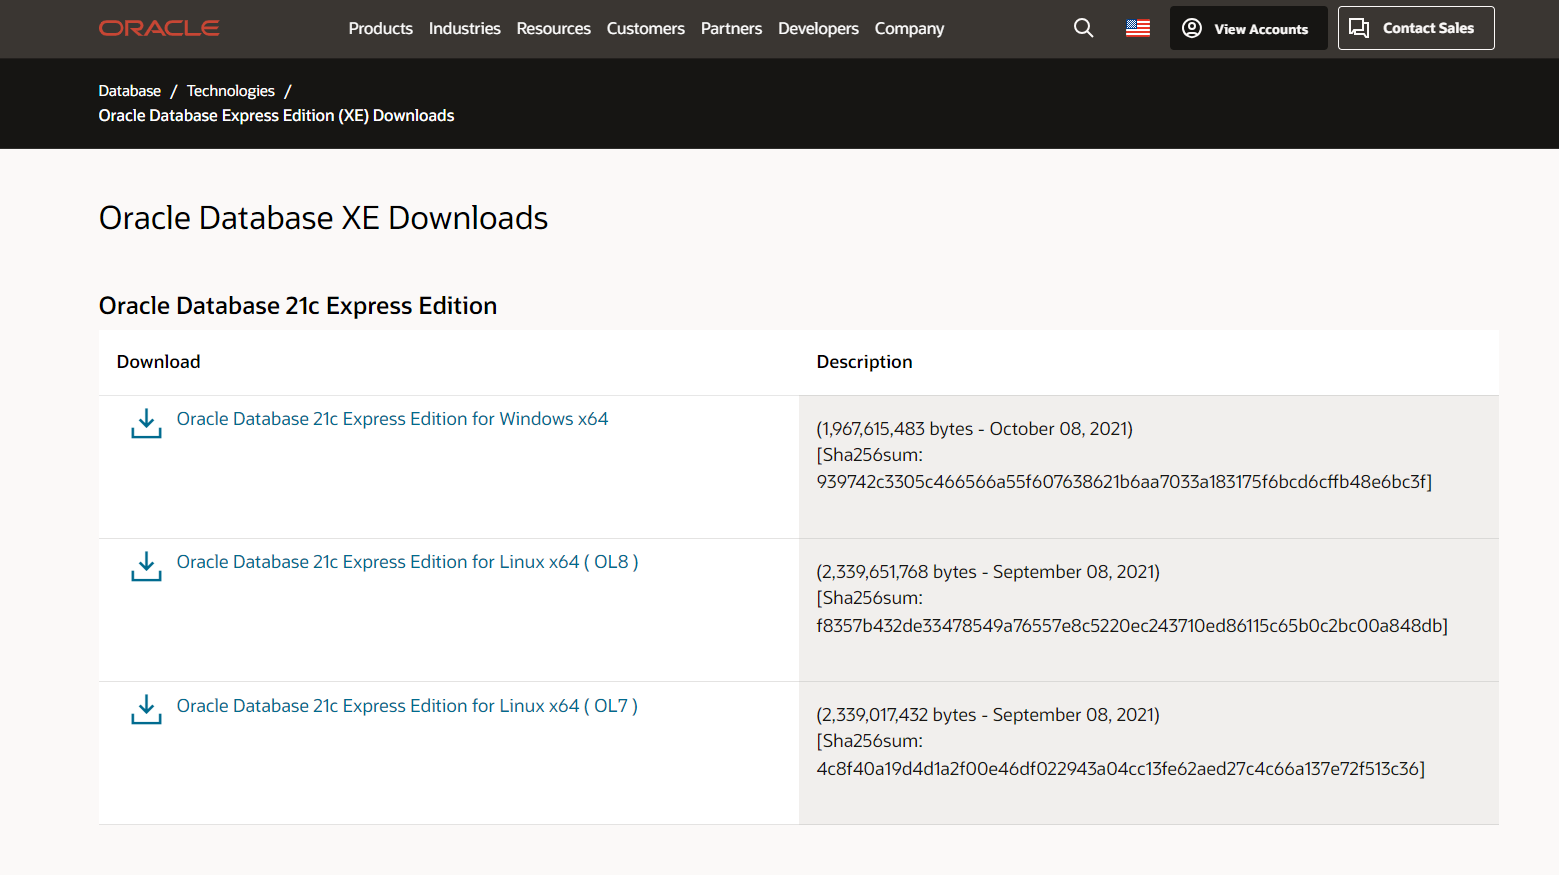 ORACLE
Products Industries Resources Customers Partners Developers Company
View Accounts
Contact Sales
Database / Technologies /
Oracle Database Express Edition (XE) Downloads
Oracle Database XE Downloads
Oracle Database 21c Express Edition
Download Description
Oracle Database 21c Express Edition for Windows x64
(1,967,615,483 bytes - October 08, 2021)
[Sha256sum:
939742c3305c466566a55f607638621b6aa7033a183175f6bcd6cffb48e6bc3f]
Oracle Database 21c Express Edition for Linux x64 ( OL8 )
(2,339,651,768 bytes - September 08, 2021)
[Sha256sum:
f8357b432de33478549a76557e8c5220ec243710ed86115c65b0c2bc00a848db]
Oracle Database 21c Express Edition for Linux x64 ( OL7 )
(2,339,017,432 bytes - September 08, 2021)
[Sha256sum:
4c8f40a19d4d1a2f00e46df022943a04cc13fe62aed27c4c66a137e72f513c36]